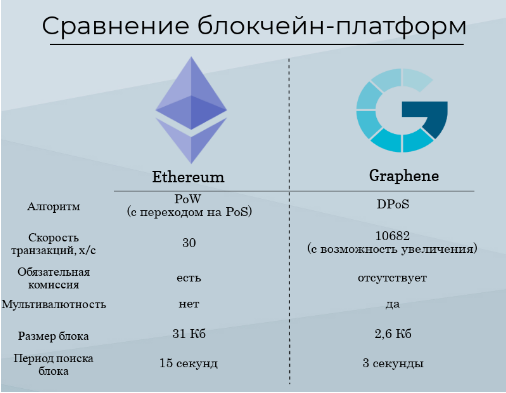 Сравнение блокчейн-платформ
Ethereum
Graphene
Алгоритм
PoW
(с переходом на PoS)
DPoS
Скорость
транзакций, х/с
30
10682
(с возможность увеличения)
Обязательная
комиссия
есть
отсутствует
Мультивалютность
нет
да
Размер блока
31 Кб
2,6 Кб
Период поиска
блока
15 секунд
3 секунды